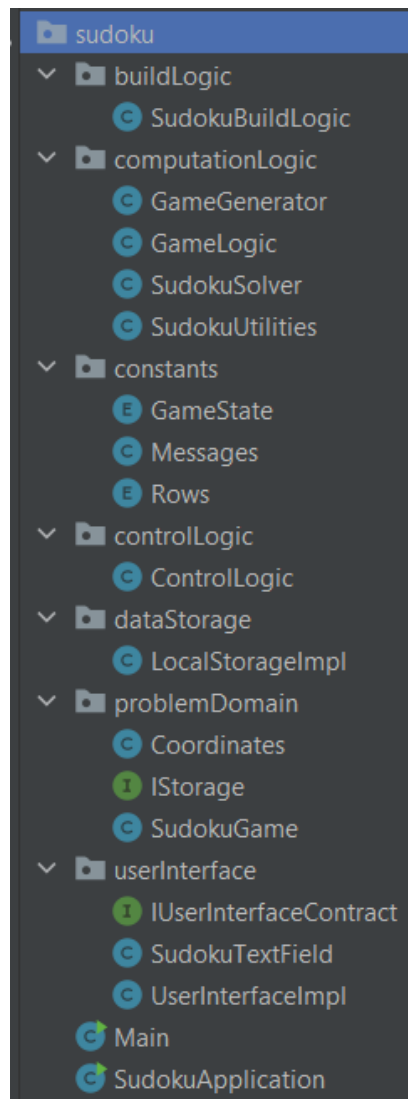 sudoku
buildLogic
C SudokuBuildLogic
computationLogic
C GameGenerator
C GameLogic
C SudokuSolver
C SudokuUtilities
constants
E GameState
C Messages
E Rows
controlLogic
C ControlLogic
dataStorage
C LocalStorageImpl
problemDomain
C Coordinates
I IStorage
C SudokuGame
userInterface
I IUserInterfaceContract
C SudokuTextField
C UserInterfaceImpl
C Main
C SudokuApplication